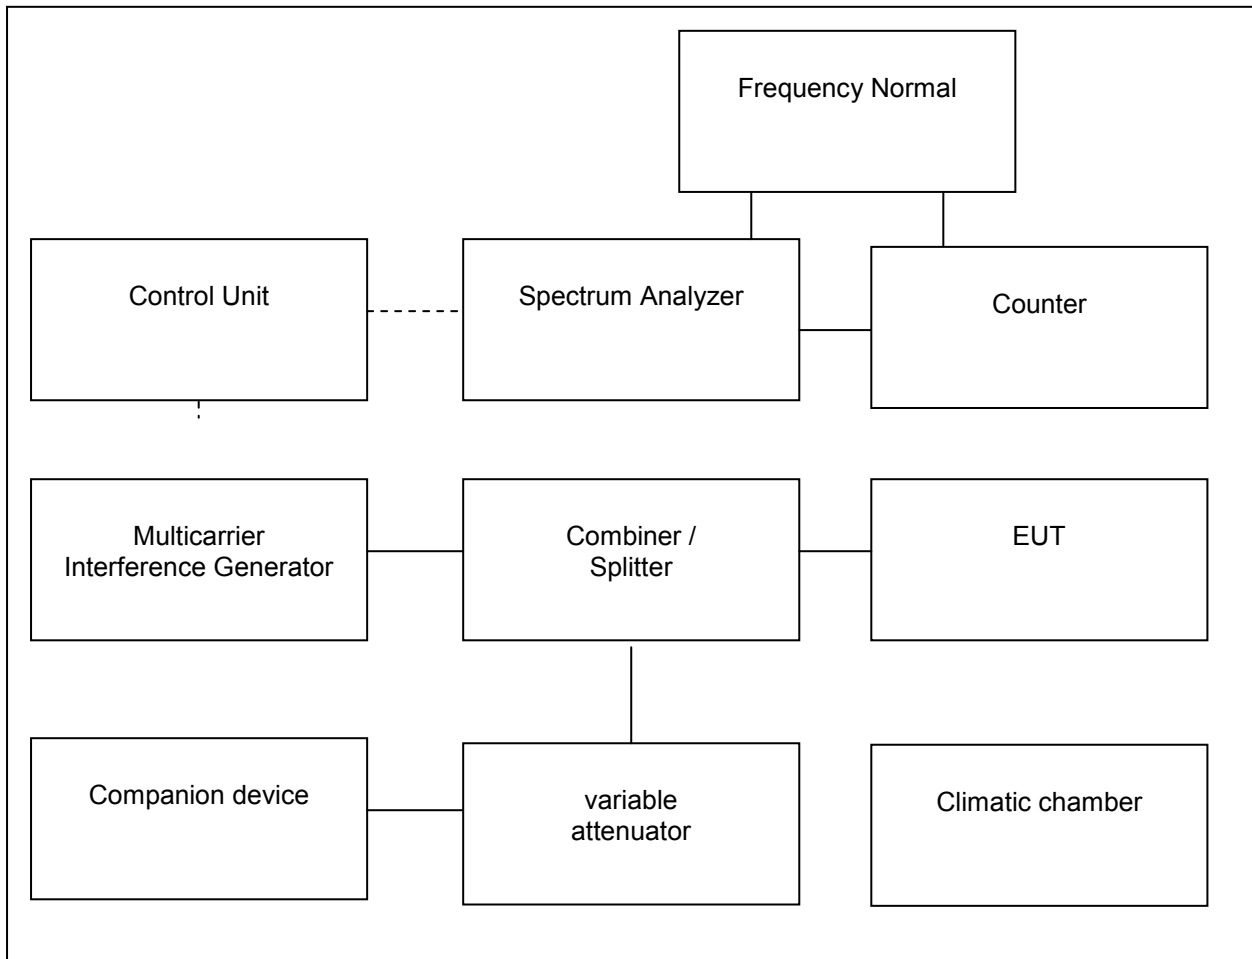 Frequency Normal
Control Unit
Spectrum Analyzer
Counter
Multicarrier
Interference Generator
Combiner /
Splitter
EUT
Companion device
variable
attenuator
Climatic chamber